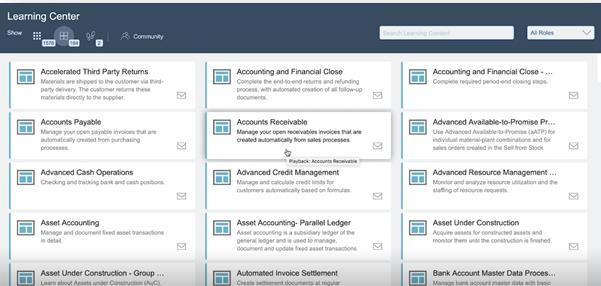 Learning Center
Show
1576
164
2
Community
Search Learning Content
All Roles
Accelerated Third Party Returns
Materials are shipped to the customer via third-
party delivery. The customer returns these
materials directly to the supplier.
Accounting and Financial Close
Complete the end-to-end returns and refunding
process, with automated creation of all follow-up
documents.
Accounting and Financial Close - ...
Complete required period-end closing steps.
Accounts Payable
Manage your open payable invoices that are
automatically created from purchasing
processes.
Accounts Receivable
Manage your open receivables invoices that are
created automatically from sales processes.
Playback: Accounts Receivable
Advanced Available-to-Promise Pr...
Use Advanced Available-to-Promise (aATP) for
individual material-plant combinations and for
sales orders created in the Sell from Stock
Advanced Cash Operations
Checking and tracking bank and cash positions.
Advanced Credit Management
Manage and calculate credit limits for
customers automatically based on formulas.
Advanced Resource Management ...
Monitor and analyze resource utilization and the
staffing of resource requests.
Asset Accounting
Manage and document fixed asset transactions
in detail.
Asset Accounting- Parallel Ledger
Asset accounting is a subsidiary ledger of the
general ledger and is used to manage,
document and update fixed asset transactions
Asset Under Construction
Acquire assets for constructed assets and
monitor them until the construction is finished.
Asset Under Construction - Group ...
Learn about Assets under Construction (AuC).
Automated Invoice Settlement
Create settlement documents at regular
Bank Account Master Data Proces...
Manage bank account master data with basic